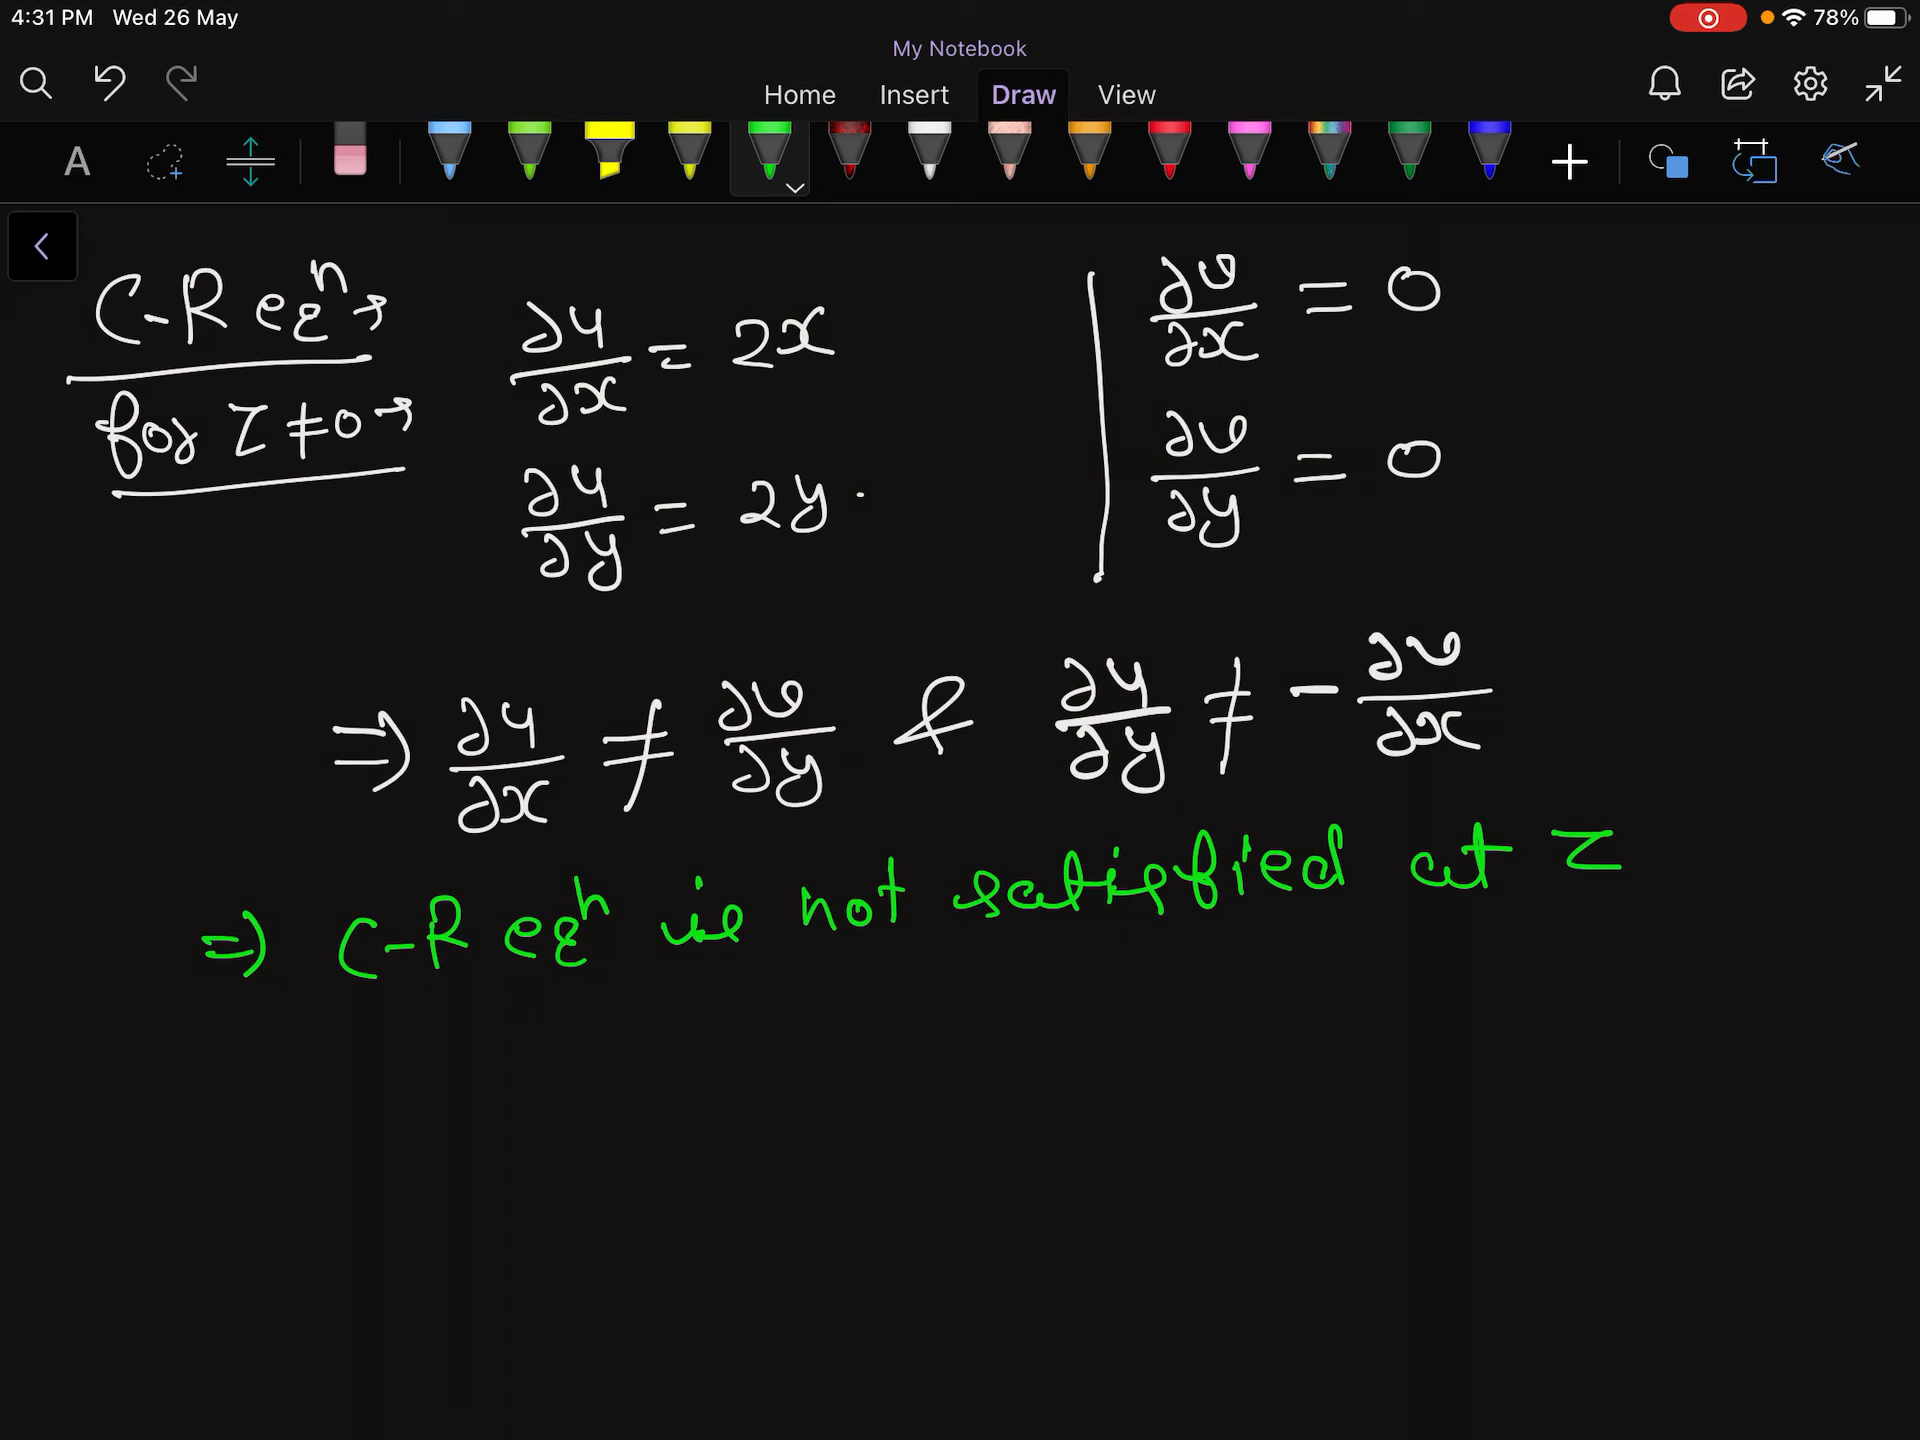 4:31 PM Wed 26 May
78%
My Notebook
Home Insert Draw View
A
C-R eqⁿ → ∂u/∂x = 2x | ∂v/∂x = 0
for Z ≠ 0 → ∂u/∂y = 2y . | ∂v/∂y = 0
⇒ ∂u/∂x ≠ ∂v/∂y & ∂u/∂y ≠ - ∂v/∂x
⇒ C-R eqⁿ is not satisfied at Z